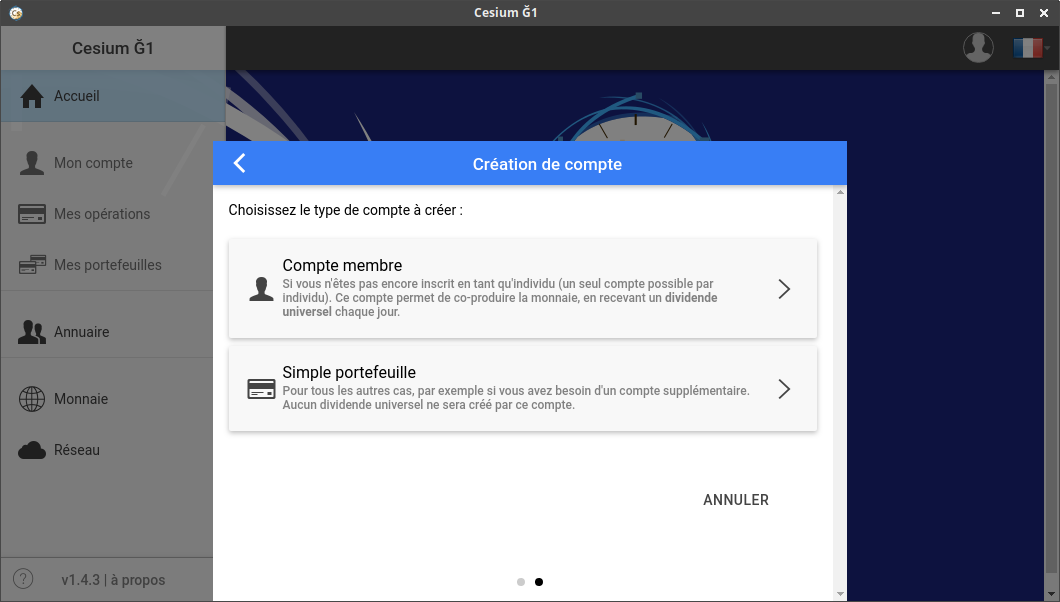 Cesium Ğ1
Cesium Ğ1
Accueil
Mon compte
Mes opérations
Mes portefeuilles
Annuaire
Monnaie
Réseau
? v1.4.3 | à propos
Création de compte
Choisissez le type de compte à créer :
Compte membre
Si vous n'êtes pas encore inscrit en tant qu'individu (un seul compte possible par
individu). Ce compte permet de co-produire la monnaie, en recevant un dividende
universel chaque jour.
Simple portefeuille
Pour tous les autres cas, par exemple si vous avez besoin d'un compte supplémentaire.
Aucun dividende universel ne sera créé par ce compte.
ANNULER